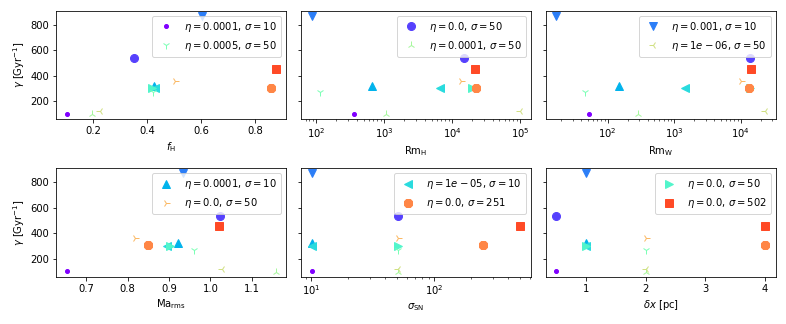 800
600
400
200
γ [Gyr⁻¹]
0.2 0.4 0.6 0.8
f_H
η = 0.0001, σ = 10
η = 0.0005, σ = 50
10² 10³ 10⁴ 10⁵
Rm_H
η = 0.0, σ = 50
η = 0.0001, σ = 50
10² 10³ 10⁴
Rm_W
η = 0.001, σ = 10
η = 1e − 06, σ = 50
800
600
400
200
γ [Gyr⁻¹]
0.7 0.8 0.9 1.0 1.1
Ma_rms
η = 0.0001, σ = 10
η = 0.0, σ = 50
10¹ 10²
σ_SN
η = 1e − 05, σ = 10
η = 0.0, σ = 251
1 2 3 4
δx [pc]
η = 0.0, σ = 50
η = 0.0, σ = 502